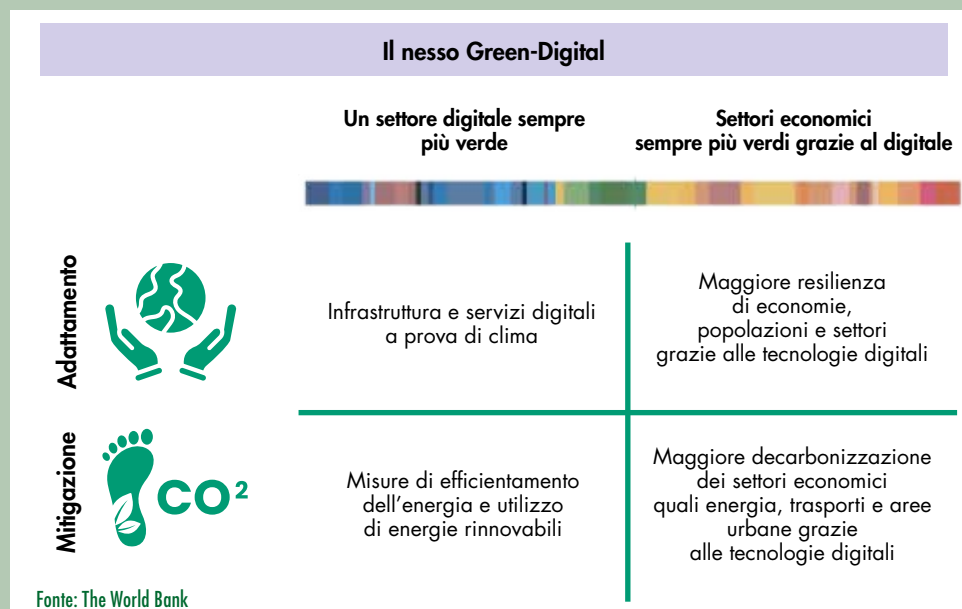 Il nesso Green-Digital
Un settore digitale sempre
più verde
Settori economici
sempre più verdi grazie al digitale
Adattamento
Infrastruttura e servizi digitali
a prova di clima
Maggiore resilienza
di economie,
popolazioni e settori
grazie alle tecnologie digitali
Mitigazione
CO²
Misure di efficientamento
dell’energia e utilizzo
di energie rinnovabili
Maggiore decarbonizzazione
dei settori economici
quali energia, trasporti e aree
urbane grazie
alle tecnologie digitali
Fonte: The World Bank